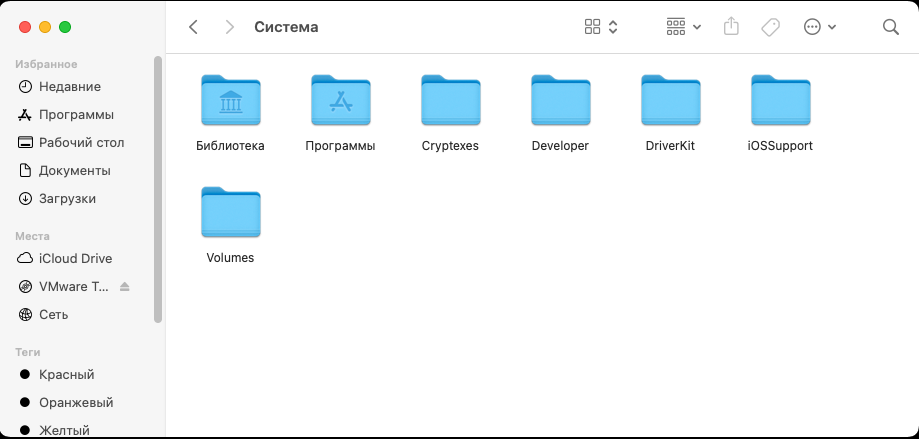 Система
Избранное
Недавние
Программы
Рабочий стол
Документы
Загрузки
Места
iCloud Drive
VMware T...
Сеть
Теги
Красный
Оранжевый
Желтый
Библиотека
Программы
Cryptexes
Developer
DriverKit
iOSSupport
Volumes